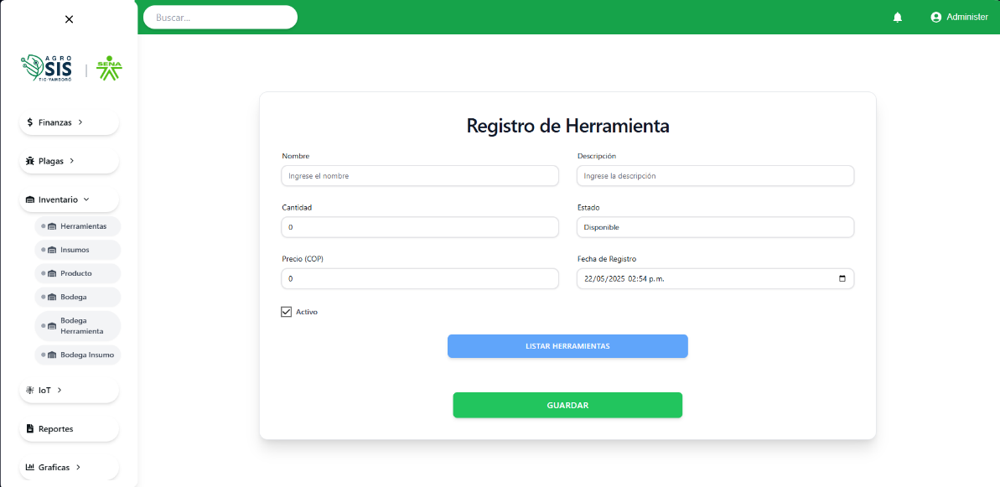 Buscar...
Administer
AGRO
SIS
TIC-YAMBORÓ
SENA
Finanzas
Plagas
Inventario
Herramientas
Insumos
Producto
Bodega
Bodega
Herramienta
Bodega Insumo
IoT
Reportes
Graficas
Registro de Herramienta
Nombre
Descripción
Ingrese el nombre
Ingrese la descripción
Cantidad
Estado
0
Disponible
Precio (COP)
Fecha de Registro
0
22/05/2025 02:54 p.m.
Activo
LISTAR HERRAMIENTAS
GUARDAR